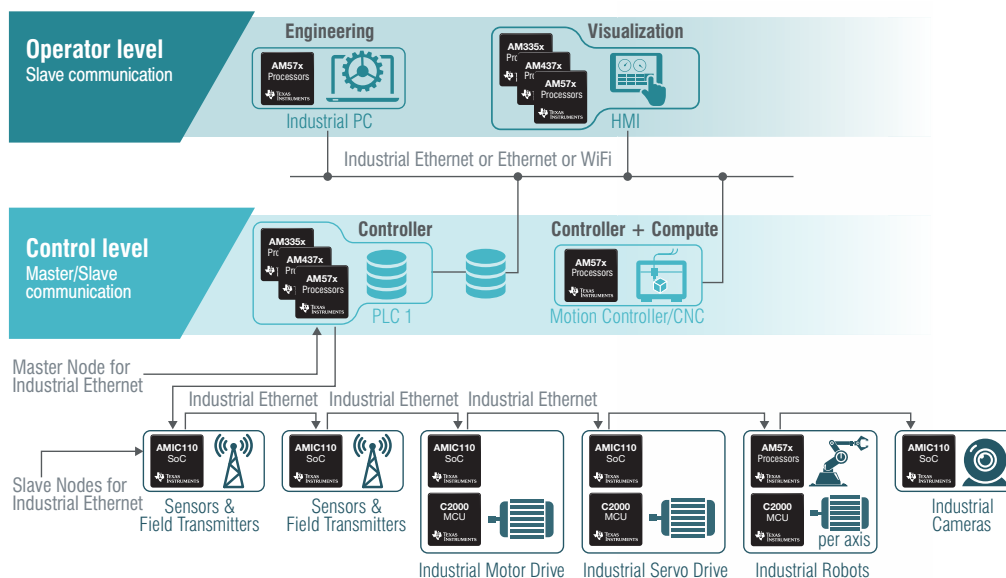 Operator level
Slave communication
Engineering
AM57x
Processors
TEXAS
INSTRUMENTS
Industrial PC
Visualization
AM335x
Pro
AM437x
Pro
AM57x
Processors
TEXAS
INSTRUMENTS
HMI
Industrial Ethernet or Ethernet or WiFi
Control level
Master/Slave
communication
Controller
AM335x
Pro
AM437x
Pro
AM57x
Processors
TEXAS
INSTRUMENTS
PLC 1
Controller + Compute
AM57x
Processors
TEXAS
INSTRUMENTS
Motion Controller/CNC
Master Node for
Industrial Ethernet
Industrial Ethernet
Industrial Ethernet
Industrial Ethernet
Slave Nodes for
Industrial Ethernet
AMIC110
SoC
TEXAS
INSTRUMENTS
Sensors &
Field Transmitters
AMIC110
SoC
TEXAS
INSTRUMENTS
Sensors &
Field Transmitters
AMIC110
SoC
TEXAS
INSTRUMENTS
C2000
MCU
TEXAS
INSTRUMENTS
Industrial Motor Drive
AMIC110
SoC
TEXAS
INSTRUMENTS
C2000
MCU
TEXAS
INSTRUMENTS
Industrial Servo Drive
AM57x
Processors
TEXAS
INSTRUMENTS
C2000
MCU
TEXAS
INSTRUMENTS
per axis
Industrial Robots
AMIC110
SoC
TEXAS
INSTRUMENTS
Industrial
Cameras